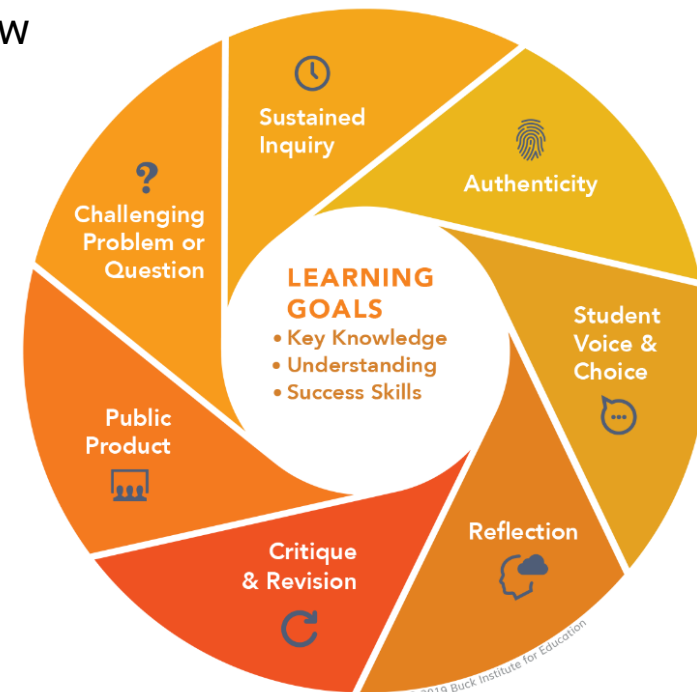 w
Sustained
Inquiry
Authenticity
?
Challenging
Problem or
Question
LEARNING
GOALS
• Key Knowledge
• Understanding
• Success Skills
Student
Voice &
Choice
Public
Product
Reflection
Critique
& Revision
2019 Buck Institute for Education